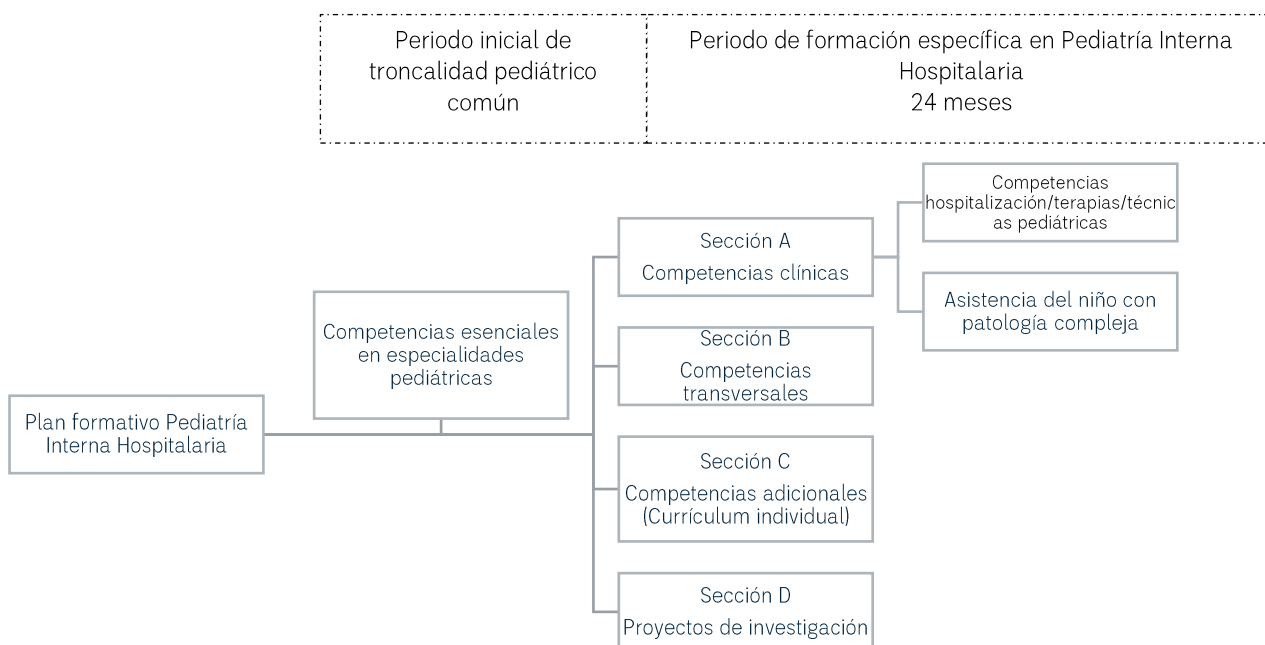 Periodo inicial de
troncalidad pediátrico
común
Periodo de formación específica en Pediatría Interna
Hospitalaria
24 meses
Plan formativo Pediatría
Interna Hospitalaria
Competencias esenciales
en especialidades
pediátricas
Sección A
Competencias clínicas
Competencias
hospitalización/terapias/técnic
as pediátricas
Asistencia del niño con
patología compleja
Sección B
Competencias
transversales
Sección C
Competencias adicionales
(Currículum individual)
Sección D
Proyectos de investigación